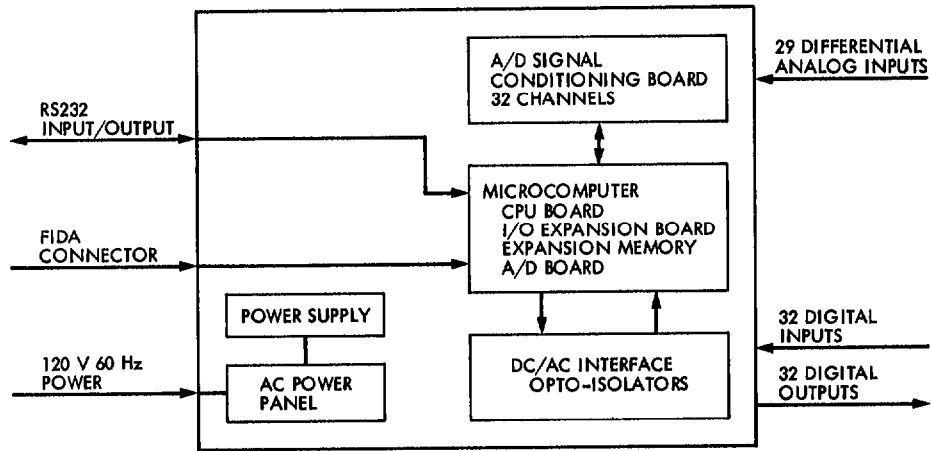 A/D SIGNAL
CONDITIONING BOARD
32 CHANNELS
29 DIFFERENTIAL
ANALOG INPUTS
RS232
INPUT/OUTPUT
MICROCOMPUTER
CPU BOARD
I/O EXPANSION BOARD
EXPANSION MEMORY
A/D BOARD
FIDA
CONNECTOR
POWER SUPPLY
32 DIGITAL
INPUTS
120 V 60 Hz
POWER
AC POWER
PANEL
DC/AC INTERFACE
OPTO-ISOLATORS
32 DIGITAL
OUTPUTS